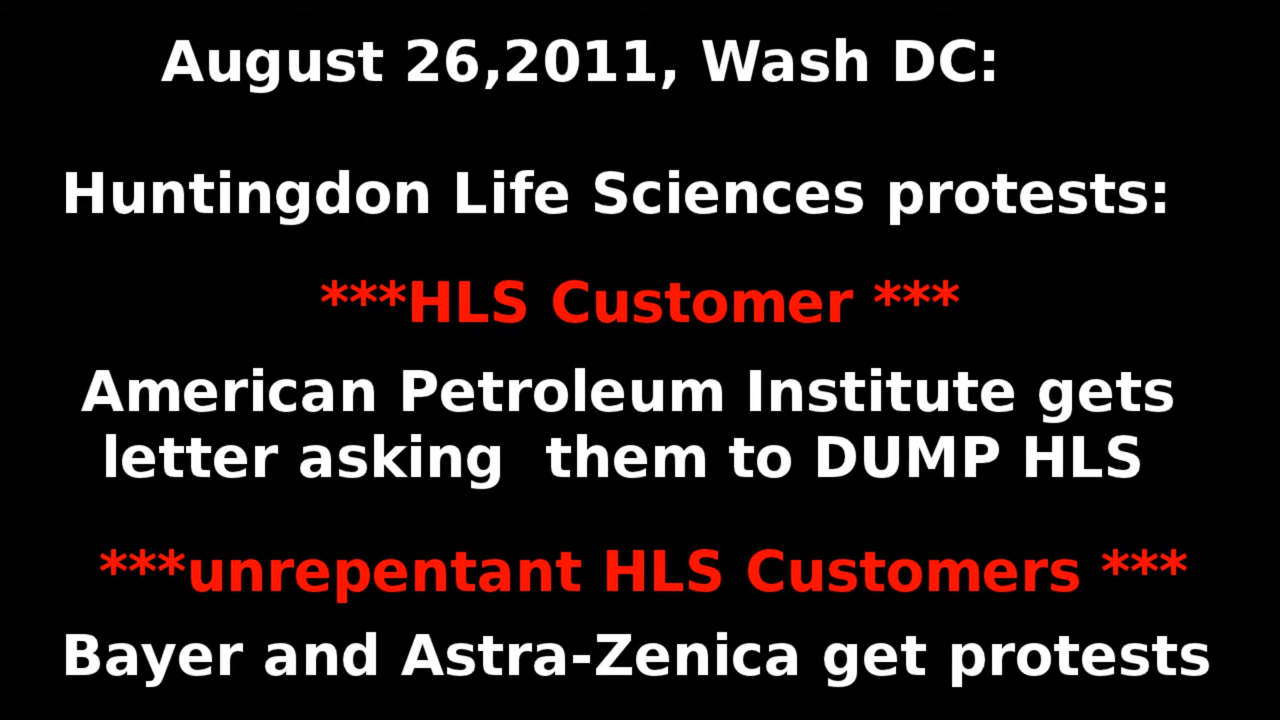 August 26,2011, Wash DC:
Huntingdon Life Sciences protests:
***HLS Customer ***
American Petroleum Institute gets
letter asking  them to DUMP HLS
***unrepentant HLS Customers ***
Bayer and Astra-Zenica get protests